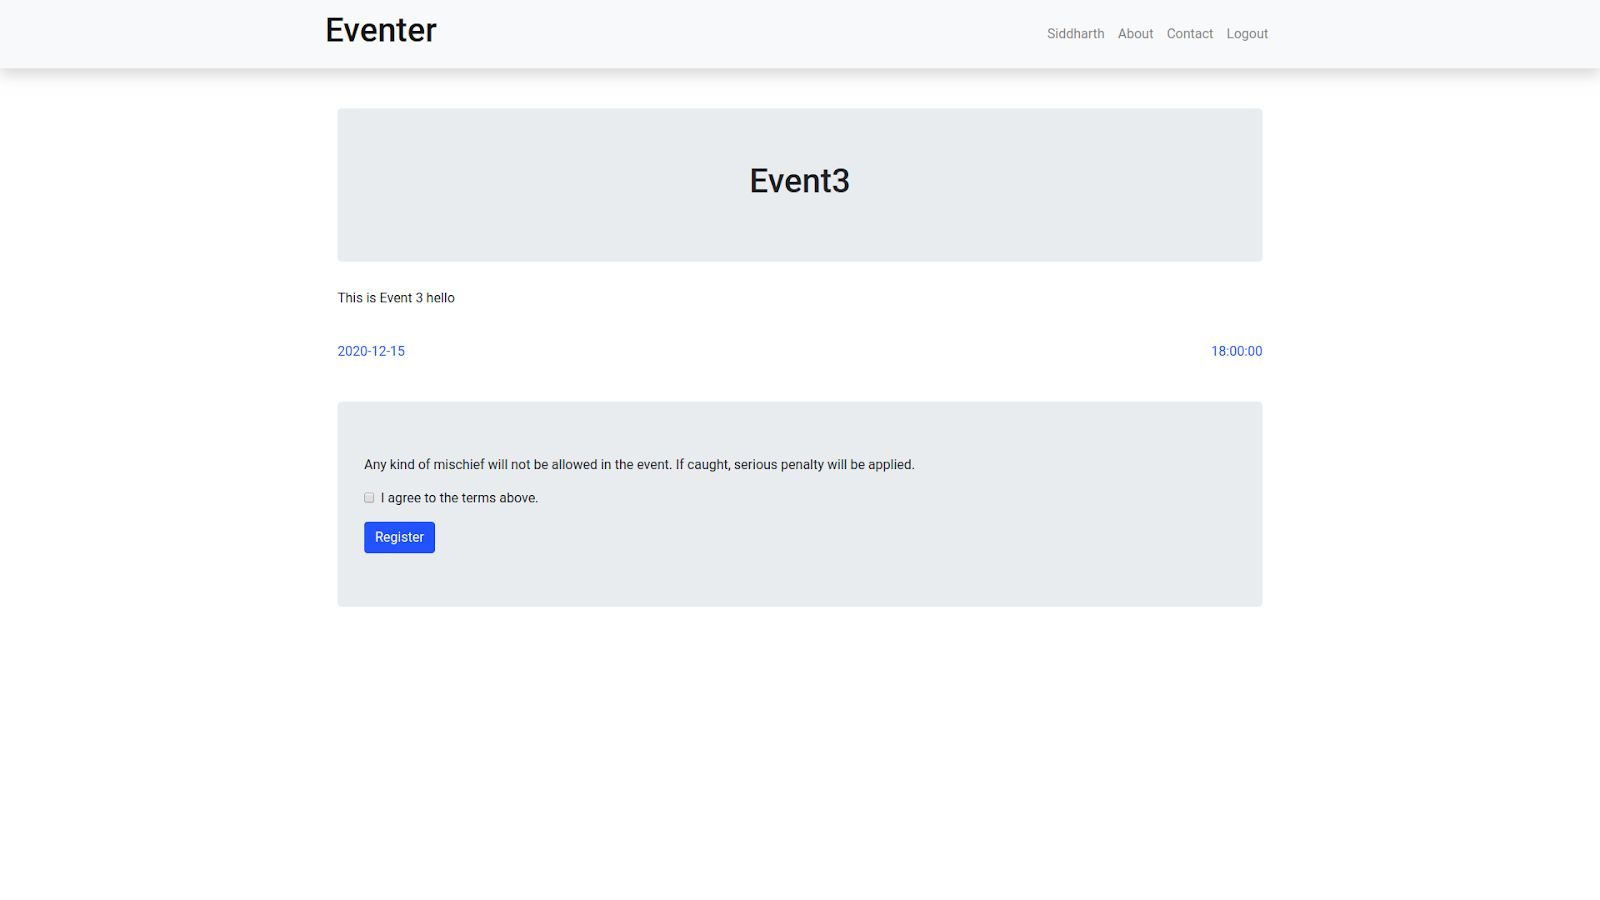 Eventer
Siddharth About Contact Logout
Event3
This is Event 3 hello
2020-12-15 18:00:00
Any kind of mischief will not be allowed in the event. If caught, serious penalty will be applied.
I agree to the terms above.
Register